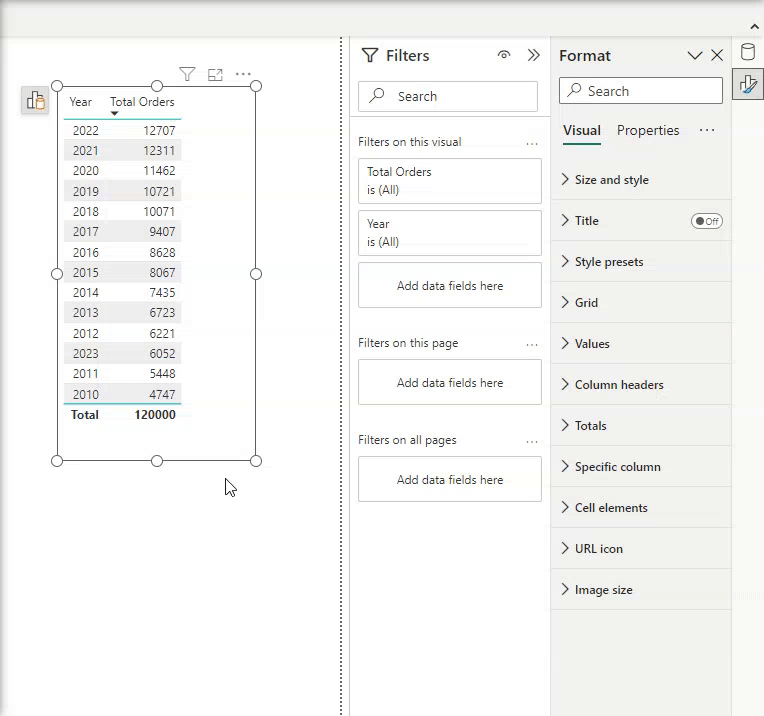 Year Total Orders
2022 12707
2021 12311
2020 11462
2019 10721
2018 10071
2017 9407
2016 8628
2015 8067
2014 7435
2013 6723
2012 6221
2023 6052
2011 5448
2010 4747
Total 120000
Filters
Search
Filters on this visual
Total Orders
is (All)
Year
is (All)
Add data fields here
Filters on this page
Add data fields here
Filters on all pages
Add data fields here
Format
Search
Visual Properties
Size and style
Title Off
Style presets
Grid
Values
Column headers
Totals
Specific column
Cell elements
URL icon
Image size